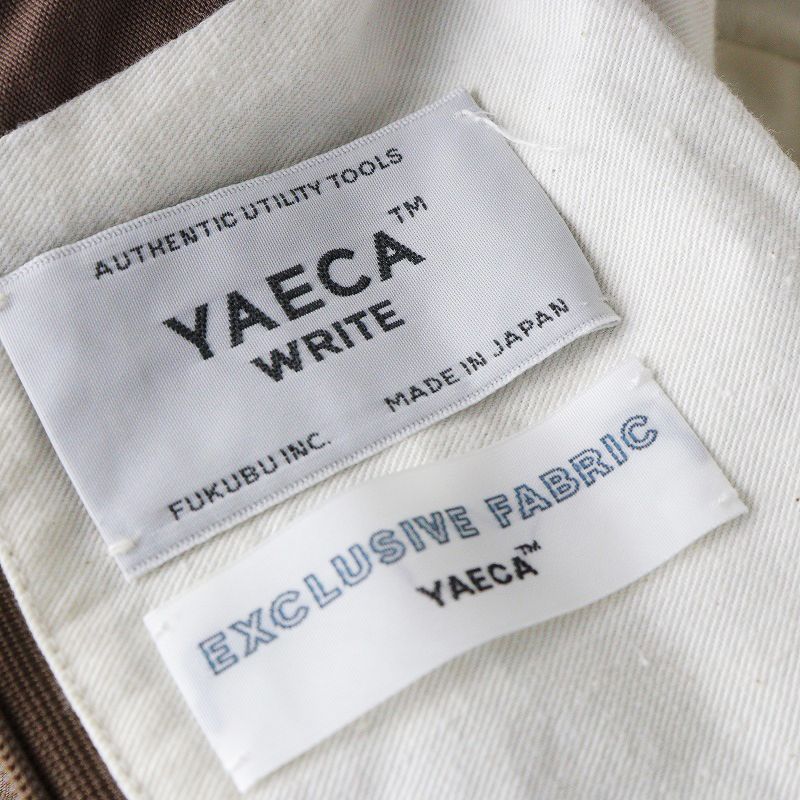 AUTHENTIC UTILITY TOOLS
YAECA™
WRITE
FUKUBU INC. MADE IN JAPAN
EXCLUSIVE FABRIC
YAECA™